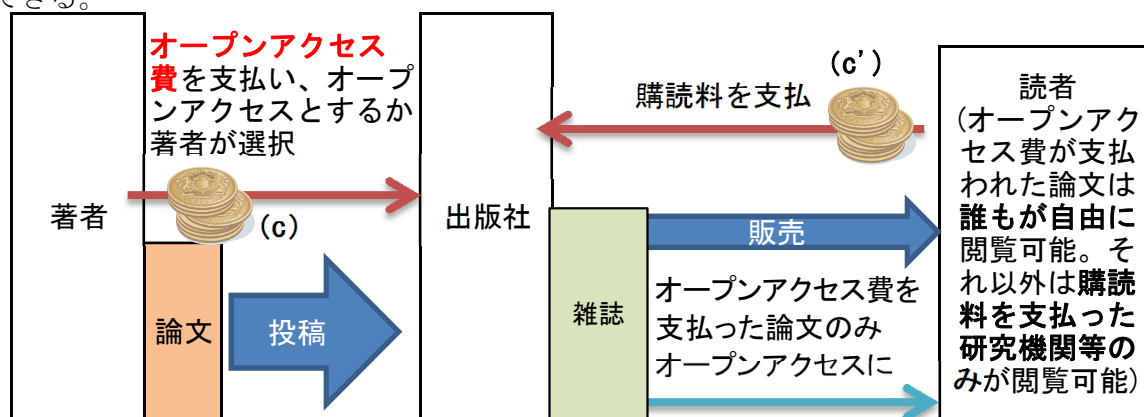 できる。
著者
オープンアクセス
費を支払い、オープ
ンアクセスとするか
著者が選択
(c)
論文
投稿
出版社
購読料を支払
(c')
雑誌
販売
オープンアクセス費を
支払った論文のみ
オープンアクセスに
読者
(オープンアク
セス費が支払
われた論文は
誰もが自由に
閲覧可能。そ
れ以外は購読
料を支払った
研究機関等の
みが閲覧可能)